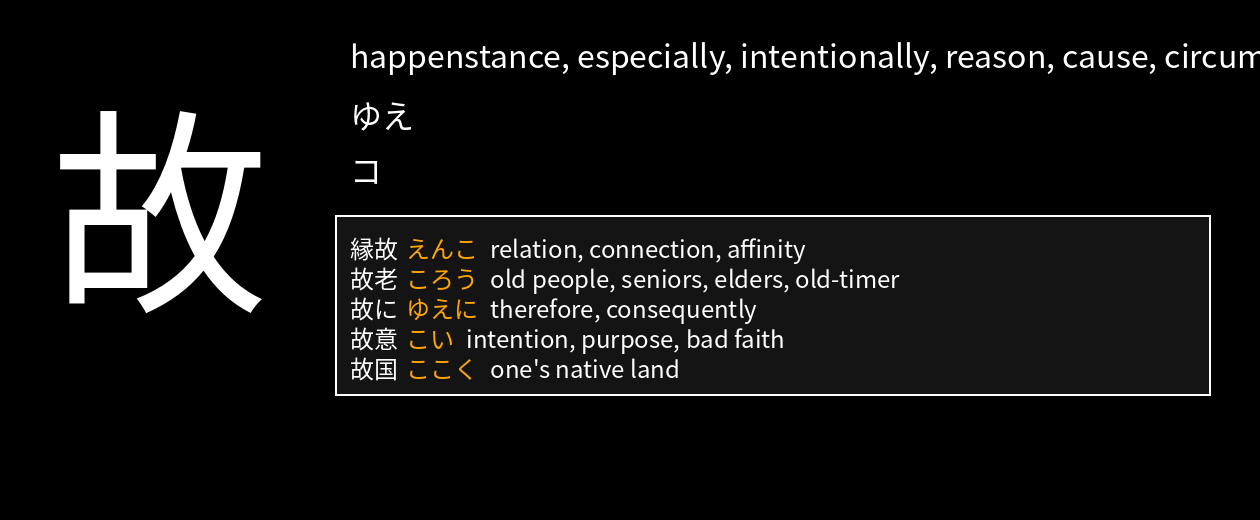 故
happenstance, especially, intentionally, reason, cause, circum
ゆえ
コ
縁故 えんこ relation, connection, affinity
故老 ころう old people, seniors, elders, old-timer
故に ゆえに therefore, consequently
故意 こい intention, purpose, bad faith
故国 ここく one's native land